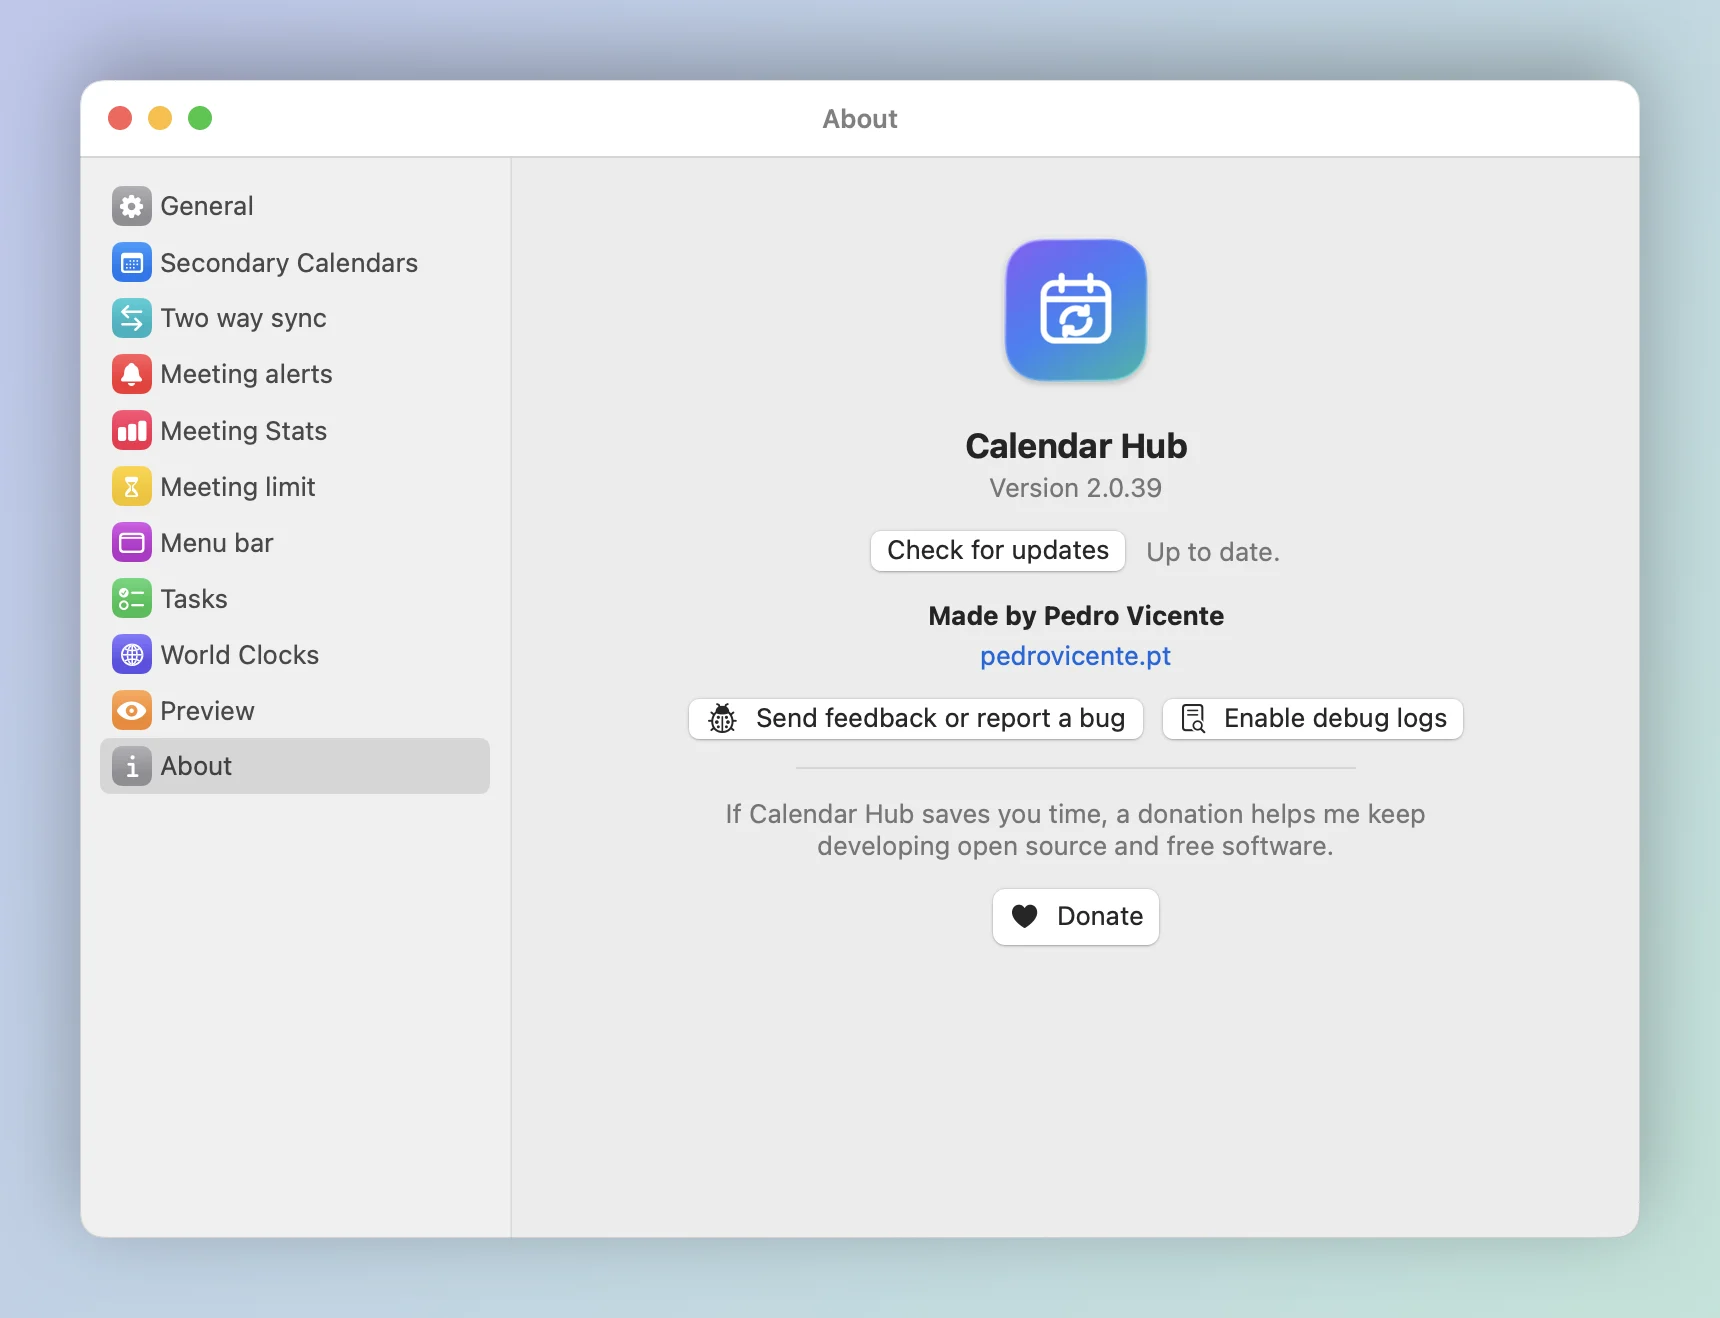 About
General
Secondary Calendars
Two way sync
Meeting alerts
Meeting Stats
Meeting limit
Menu bar
Tasks
World Clocks
Preview
About
Calendar Hub
Version 2.0.39
Check for updates Up to date.
Made by Pedro Vicente
pedrovicente.pt
Send feedback or report a bug Enable debug logs
If Calendar Hub saves you time, a donation helps me keep
developing open source and free software.
Donate